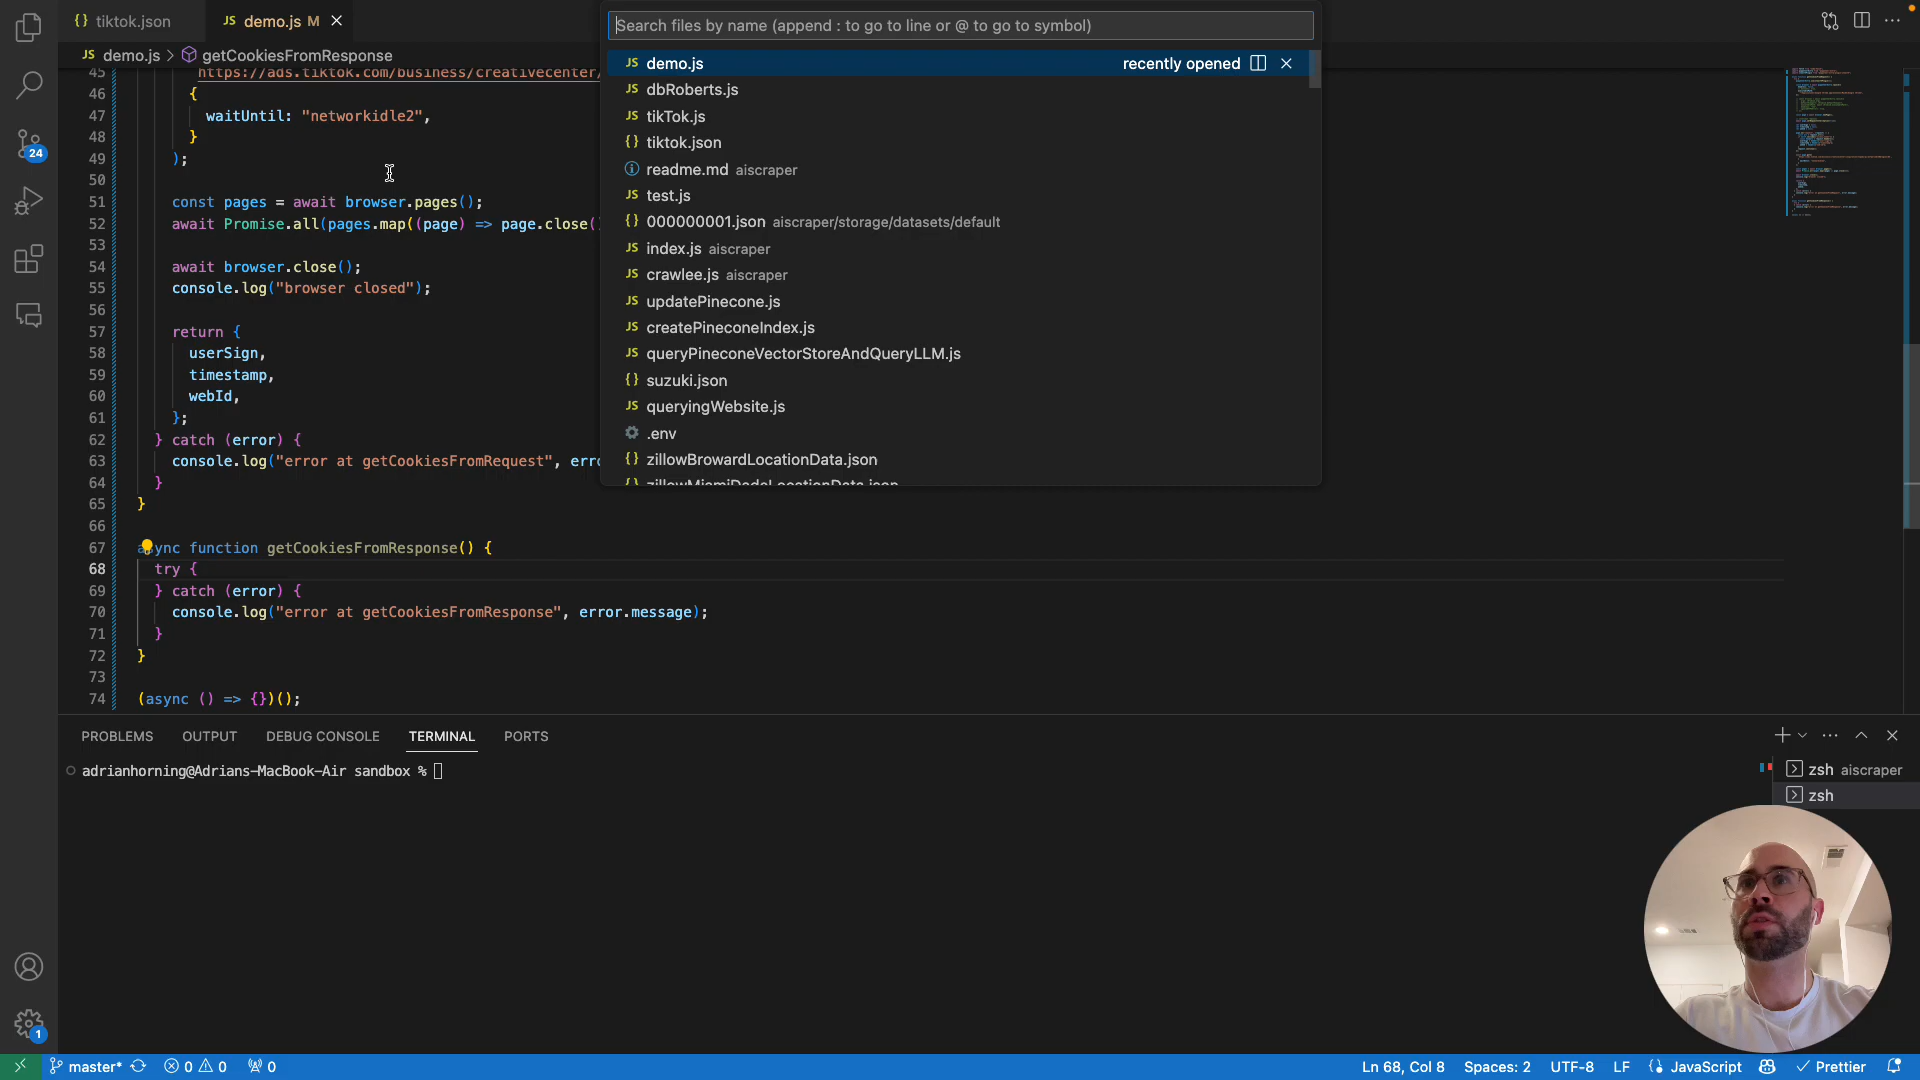 tiktok.json
demo.js M
Search files by name (append : to go to line or @ to go to symbol)
demo.js > getCookiesFromResponse
demo.js recently opened
dbRoberts.js
tikTok.js
tiktok.json
readme.md aiscraper
test.js
000000001.json aiscraper/storage/datasets/default
index.js aiscraper
crawlee.js aiscraper
updatePinecone.js
createPineconeIndex.js
queryPineconeVectorStoreAndQueryLLM.js
suzuki.json
queryingWebsite.js
.env
zillowBrowardLocationData.json
zillowMiamiDadeLocationData.json
45 https://ads.tiktok.com/business/creativecenter/
46 {
47 waitUntil: "networkidle2",
48 }
49 );
50
51 const pages = await browser.pages();
52 await Promise.all(pages.map((page) => page.close()
53
54 await browser.close();
55 console.log("browser closed");
56
57 return {
58 userSign,
59 timestamp,
60 webId,
61 };
62 } catch (error) {
63 console.log("error at getCookiesFromRequest", erro
64 }
65 }
66
67 async function getCookiesFromResponse() {
68 try {
69 } catch (error) {
70 console.log("error at getCookiesFromResponse", error.message);
71 }
72 }
73
74 (async () => {})();
24
1
PROBLEMS OUTPUT DEBUG CONSOLE TERMINAL PORTS
adrianhorning@Adrians-MacBook-Air sandbox %
zsh aiscraper
zsh
master* 0 0 0
Ln 68, Col 8 Spaces: 2 UTF-8 LF {} JavaScript Prettier